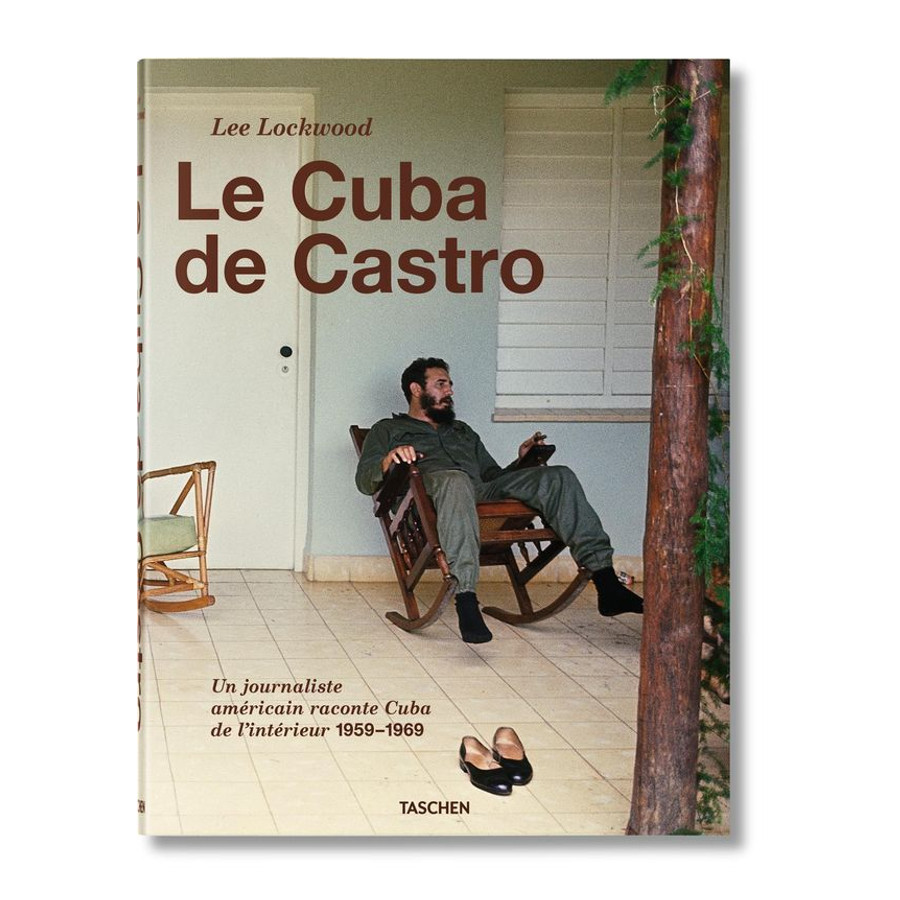 Lee Lockwood
Le Cuba
de Castro
Un journaliste
américain raconte Cuba
de l'intérieur 1959–1969
TASCHEN